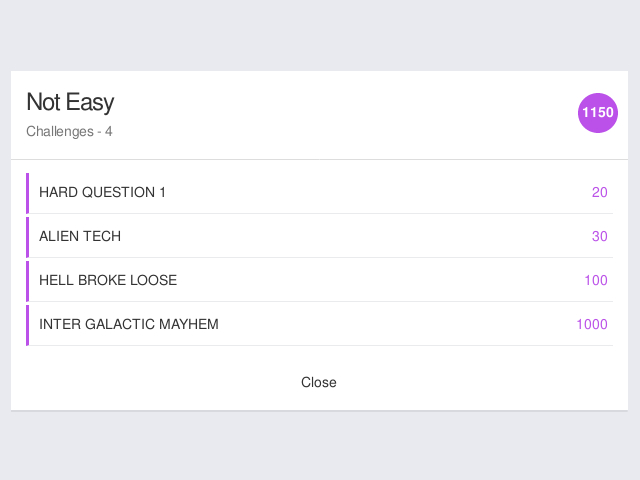 Not Easy
1150
Challenges - 4
HARD QUESTION 1 20
ALIEN TECH 30
HELL BROKE LOOSE 100
INTER GALACTIC MAYHEM 1000
Close